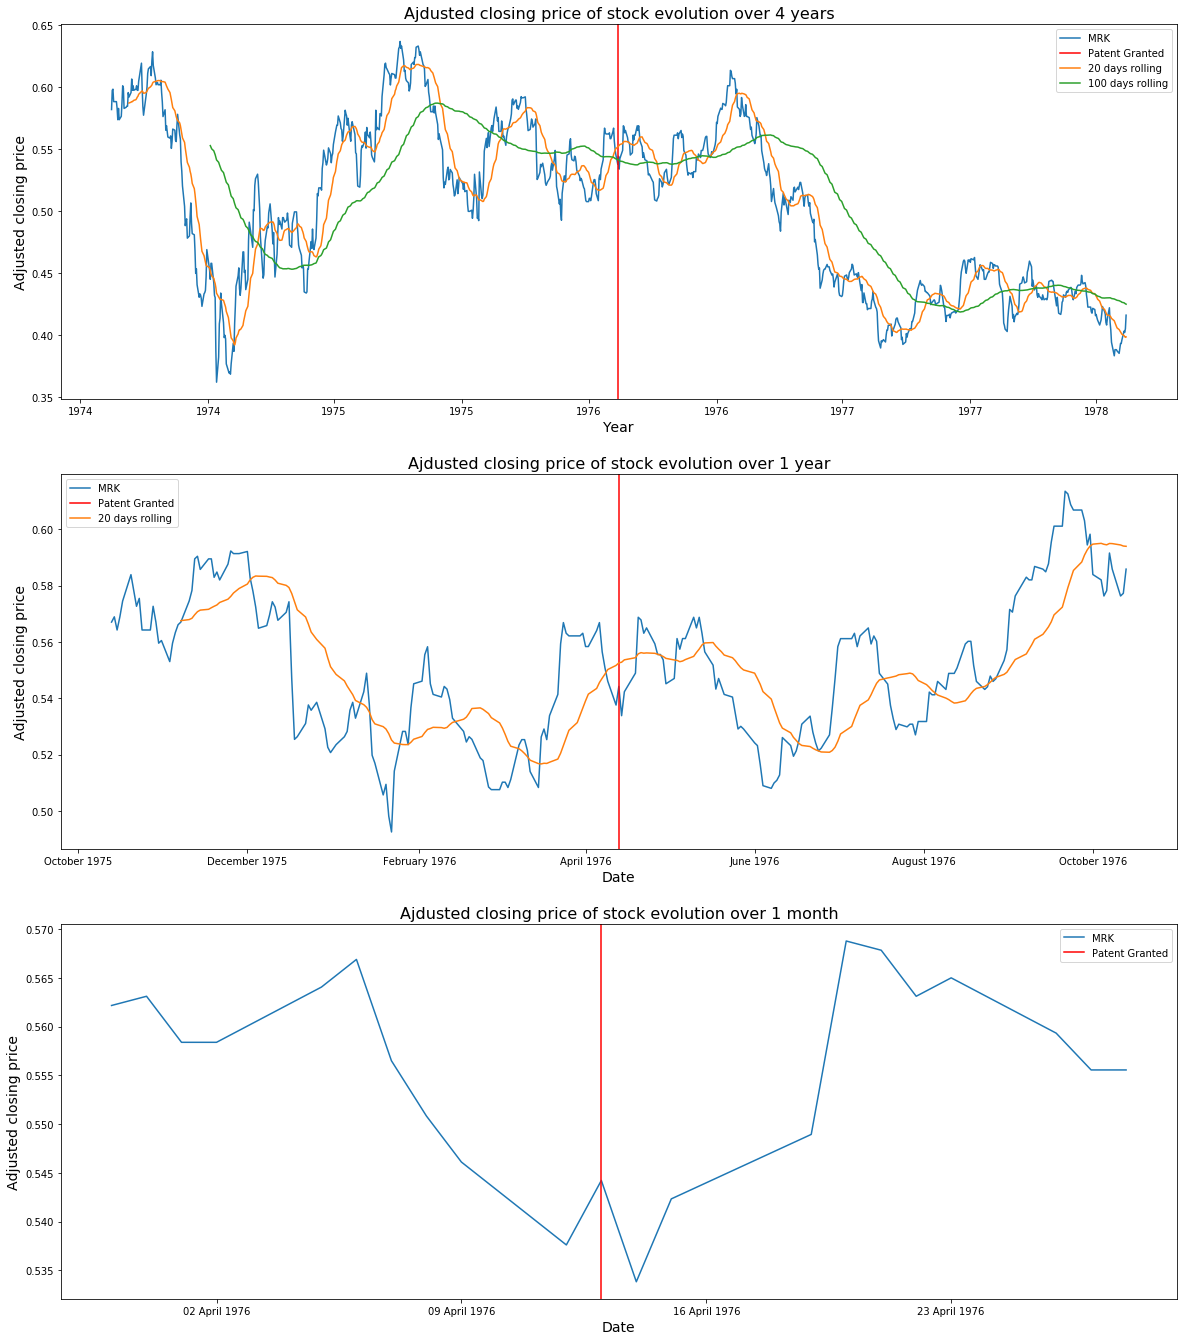 Ajdusted closing price of stock evolution over 4 years
Adjusted closing price
0.65
0.60
0.55
0.50
0.45
0.40
0.35
MRK
Patent Granted
20 days rolling
100 days rolling
1974 1974 1975 1975 1976 1976 1977 1977 1978
Year
Ajdusted closing price of stock evolution over 1 year
Adjusted closing price
0.60
0.58
0.56
0.54
0.52
0.50
MRK
Patent Granted
20 days rolling
October 1975 December 1975 February 1976 April 1976 June 1976 August 1976 October 1976
Date
Ajdusted closing price of stock evolution over 1 month
Adjusted closing price
0.570
0.565
0.560
0.555
0.550
0.545
0.540
0.535
MRK
Patent Granted
02 April 1976 09 April 1976 16 April 1976 23 April 1976
Date